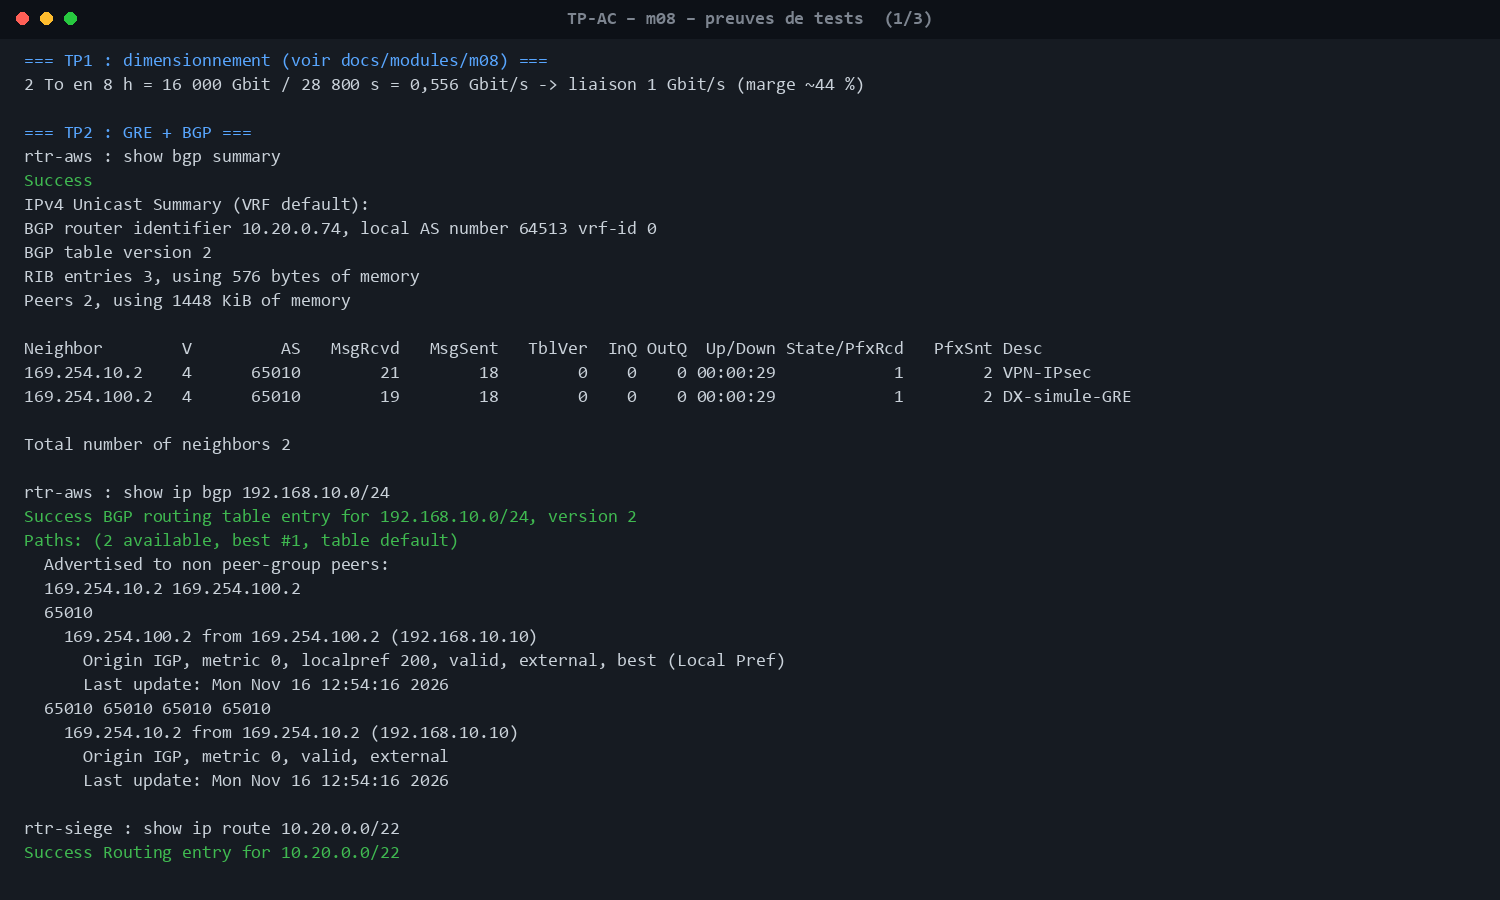 TP-AC – m08 – preuves de tests  (1/3)
=== TP1 : dimensionnement (voir docs/modules/m08) ===
2 To en 8 h = 16 000 Gbit / 28 800 s = 0,556 Gbit/s -> liaison 1 Gbit/s (marge ~44 %)
=== TP2 : GRE + BGP ===
rtr-aws : show bgp summary
Success
IPv4 Unicast Summary (VRF default):
BGP router identifier 10.20.0.74, local AS number 64513 vrf-id 0
BGP table version 2
RIB entries 3, using 576 bytes of memory
Peers 2, using 1448 KiB of memory
Neighbor        V         AS   MsgRcvd   MsgSent   TblVer  InQ OutQ  Up/Down State/PfxRcd   PfxSnt Desc
169.254.10.2    4      65010        21        18        0    0    0 00:00:29            1        2 VPN-IPsec
169.254.100.2   4      65010        19        18        0    0    0 00:00:29            1        2 DX-simule-GRE
Total number of neighbors 2
rtr-aws : show ip bgp 192.168.10.0/24
Success BGP routing table entry for 192.168.10.0/24, version 2
Paths: (2 available, best #1, table default)
  Advertised to non peer-group peers:
  169.254.10.2 169.254.100.2
  65010
    169.254.100.2 from 169.254.100.2 (192.168.10.10)
      Origin IGP, metric 0, localpref 200, valid, external, best (Local Pref)
      Last update: Mon Nov 16 12:54:16 2026
  65010 65010 65010 65010
    169.254.10.2 from 169.254.10.2 (192.168.10.10)
      Origin IGP, metric 0, valid, external
      Last update: Mon Nov 16 12:54:16 2026
rtr-siege : show ip route 10.20.0.0/22
Success Routing entry for 10.20.0.0/22